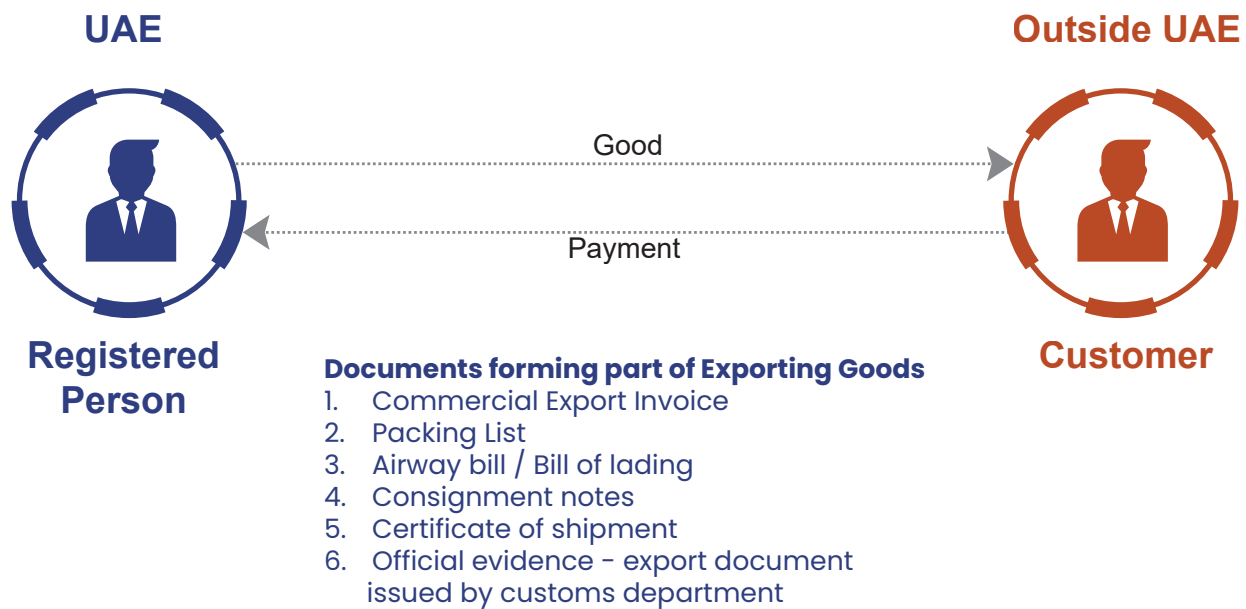 UAE
Outside UAE
Good
Payment
Registered
Person
Customer
Documents forming part of Exporting Goods
1. Commercial Export Invoice
2. Packing List
3. Airway bill / Bill of lading
4. Consignment notes
5. Certificate of shipment
6. Official evidence - export document
issued by customs department